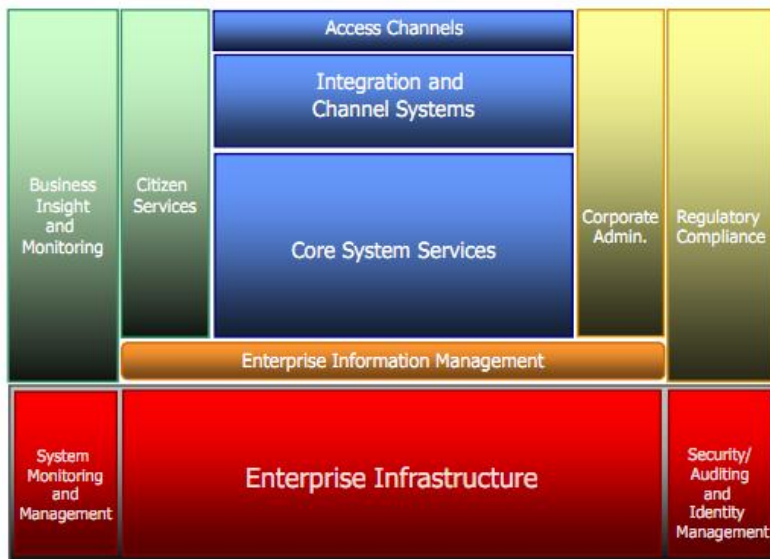 Access Channels
Integration and
Channel Systems
Business
Insight
and
Monitoring
Citizen
Services
Core System Services
Corporate
Admin.
Regulatory
Compliance
Enterprise Information Management
System
Monitoring
and
Management
Enterprise Infrastructure
Security/
Auditing
and
Identity
Management